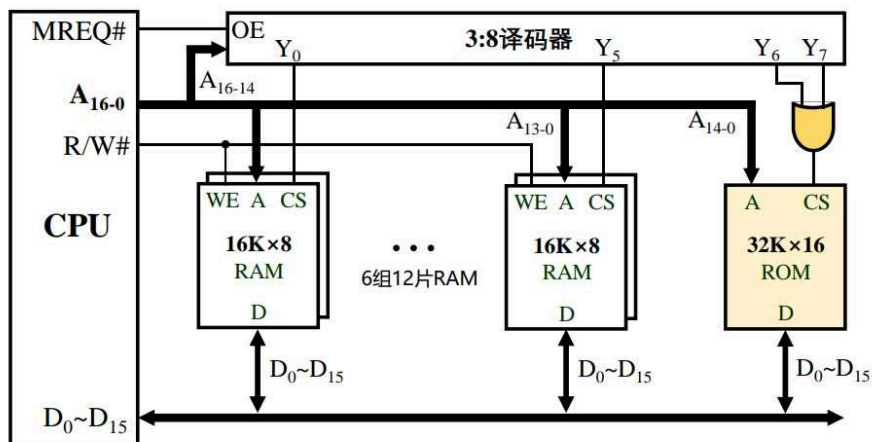 MREQ#
OE
3:8译码器
Y₀
Y₅
Y₆
Y₇
A₁₆₋₁₄
A₁₆₋₀
A₁₃₋₀
A₁₄₋₀
R/W#
CPU
WE A CS
16K×8
RAM
D
• • •
6组12片RAM
WE A CS
16K×8
RAM
D
A CS
32K×16
ROM
D
D₀~D₁₅
D₀~D₁₅
D₀~D₁₅
D₀~D₁₅